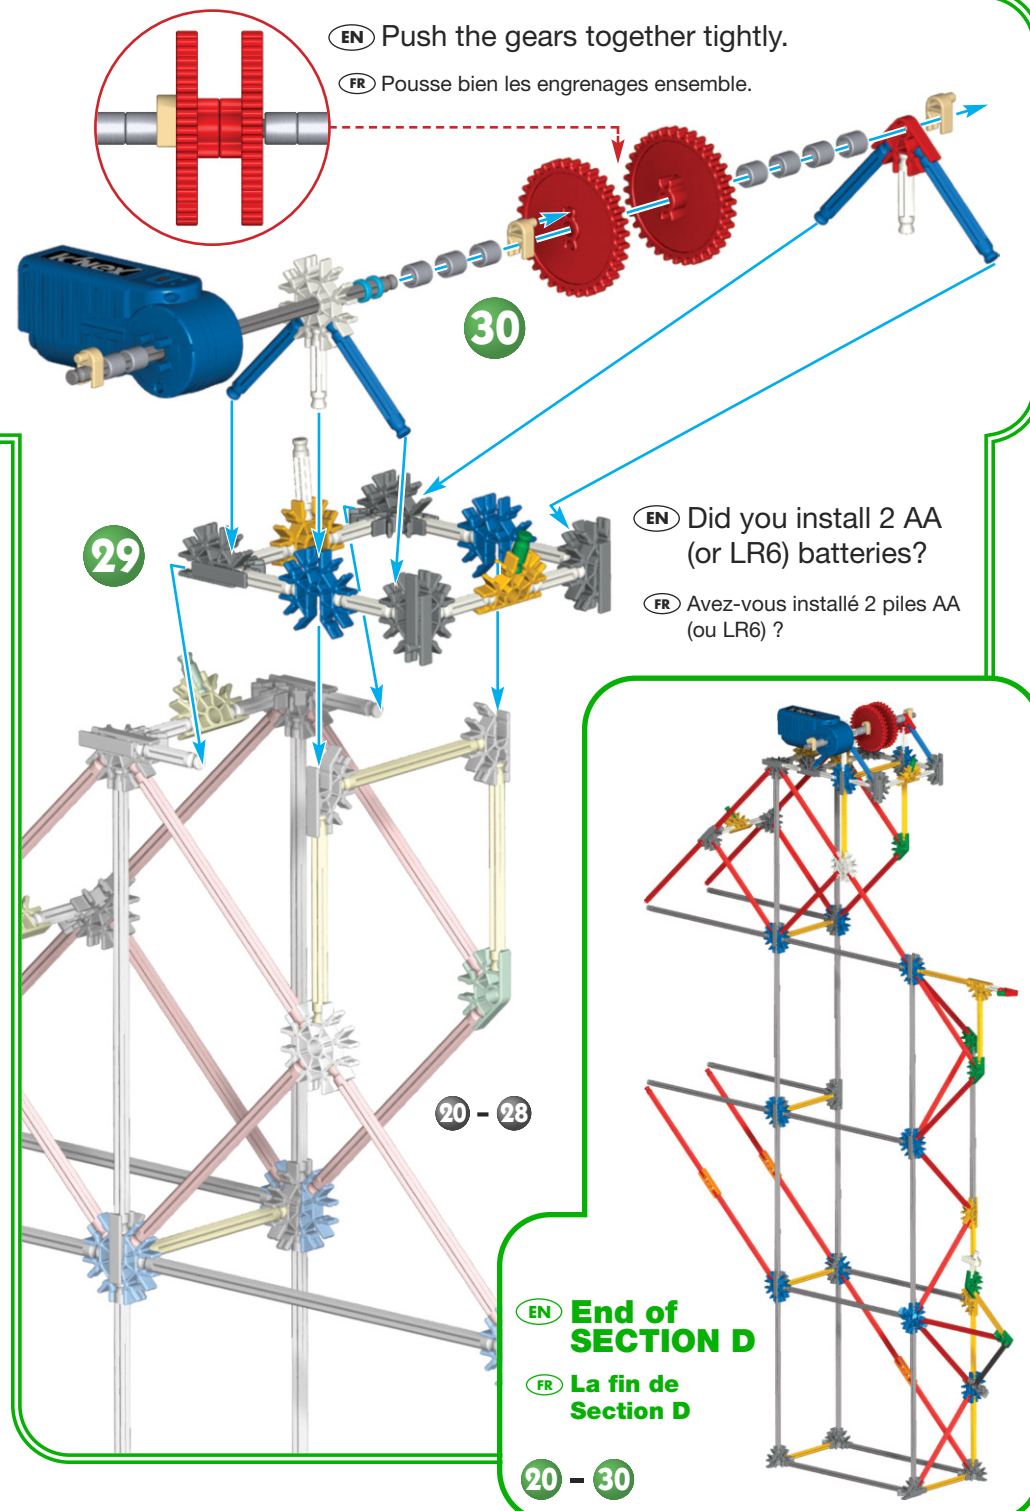 EN Push the gears together tightly.
FR Pousse bien les engrenages ensemble.
K'NEX
30
29
EN Did you install 2 AA
(or LR6) batteries?
FR Avez-vous installé 2 piles AA
(ou LR6) ?
20 – 28
EN End of
SECTION D
FR La fin de
Section D
20 – 30